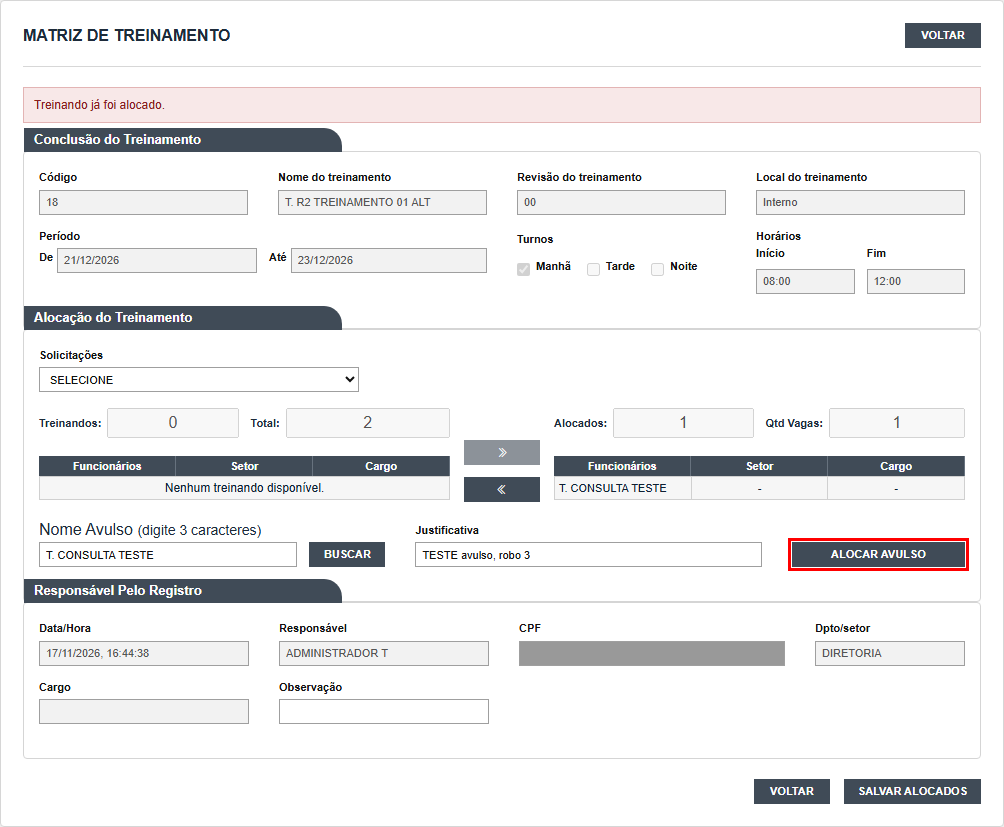 MATRIZ DE TREINAMENTO
VOLTAR
Treinando já foi alocado.
Conclusão do Treinamento
Código
Nome do treinamento
Revisão do treinamento
Local do treinamento
18
T. R2 TREINAMENTO 01 ALT
00
Interno
Período
Turnos
Horários
De 21/12/2026 Até 23/12/2026
Manhã Tarde Noite
Início Fim
08:00 12:00
Alocação do Treinamento
Solicitações
SELECIONE
Treinandos: 0 Total: 2
Alocados: 1 Qtd Vagas: 1
Funcionários Setor Cargo
Nenhum treinando disponível.
»
«
Funcionários Setor Cargo
T. CONSULTA TESTE - -
Nome Avulso (digite 3 caracteres)
Justificativa
T. CONSULTA TESTE
BUSCAR
TESTE avulso, robo 3
ALOCAR AVULSO
Responsável Pelo Registro
Data/Hora
Responsável
CPF
Dpto/setor
17/11/2026, 16:44:38
ADMINISTRADOR T
DIRETORIA
Cargo
Observação
VOLTAR
SALVAR ALOCADOS